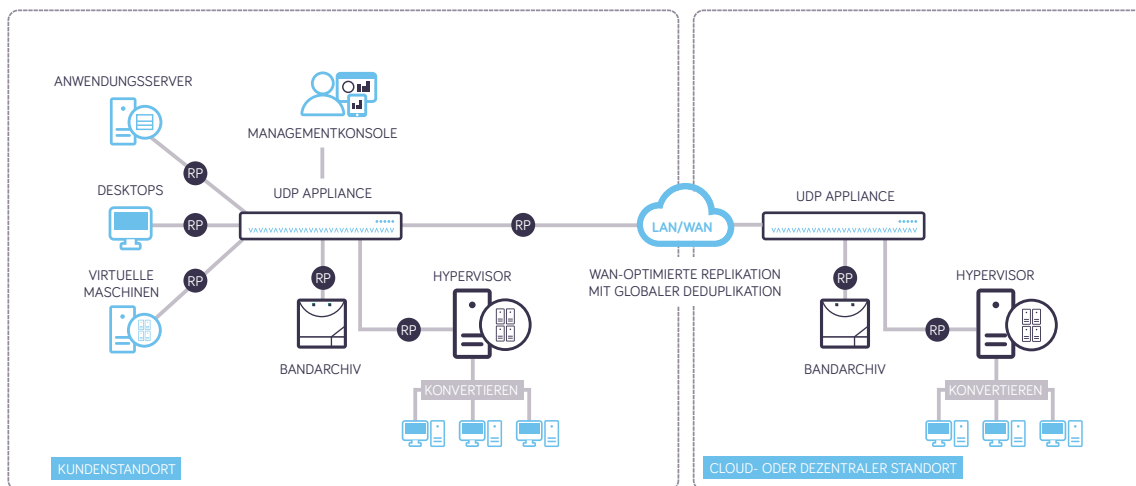 ANWENDUNGSSERVER
MANAGEMENTKONSOLE
RP
DESKTOPS
UDP APPLIANCE
UDP APPLIANCE
RP
RP
LAN/WAN
VIRTUELLE
MASCHINEN
RP
RP
HYPERVISOR
WAN-OPTIMIERTE REPLIKATION
MIT GLOBALER DEDUPLIKATION
RP
HYPERVISOR
RP
RP
BANDARCHIV
BANDARCHIV
KONVERTIEREN
KONVERTIEREN
KUNDENSTANDORT
CLOUD- ODER DEZENTRALER STANDORT